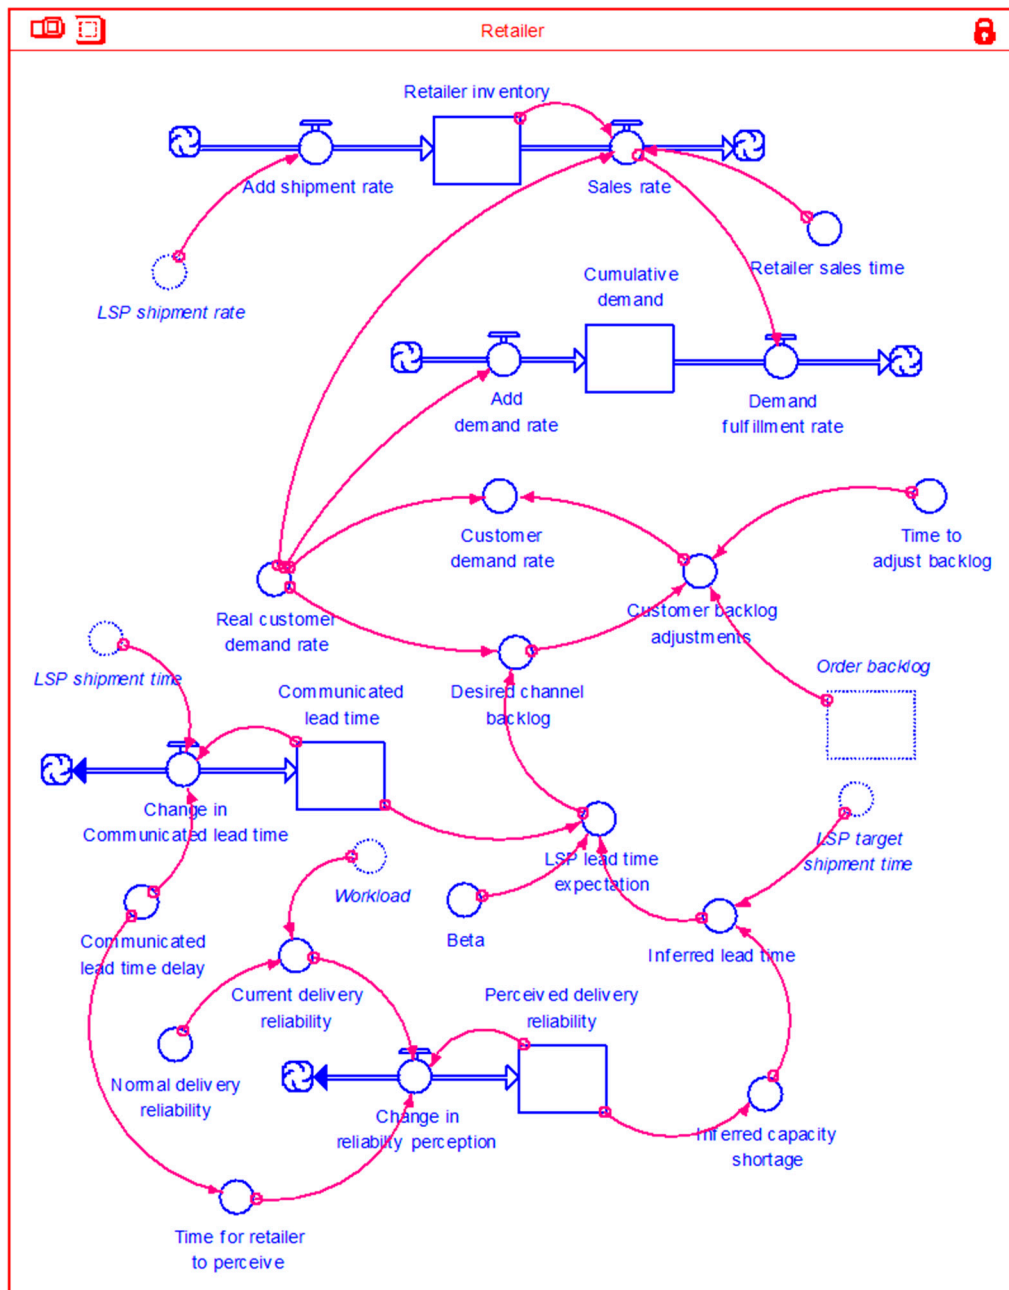 Retailer
Retailer inventory
Add shipment rate
Sales rate
Retailer sales time
LSP shipment rate
Cumulative
demand
Add
demand rate
Demand
fulfillment rate
Customer
demand rate
Time to
adjust backlog
Real customer
demand rate
Customer backlog
adjustments
LSP shipment time
Order backlog
Communicated
lead time
Desired channel
backlog
Change in
Communicated lead time
LSP target
shipment time
LSP lead time
expectation
Workload
Beta
Inferred lead time
Communicated
lead time delay
Current delivery
reliability
Perceived delivery
reliability
Normal delivery
reliability
Change in
reliabilty perception
Inferred capacity
shortage
Time for retailer
to perceive